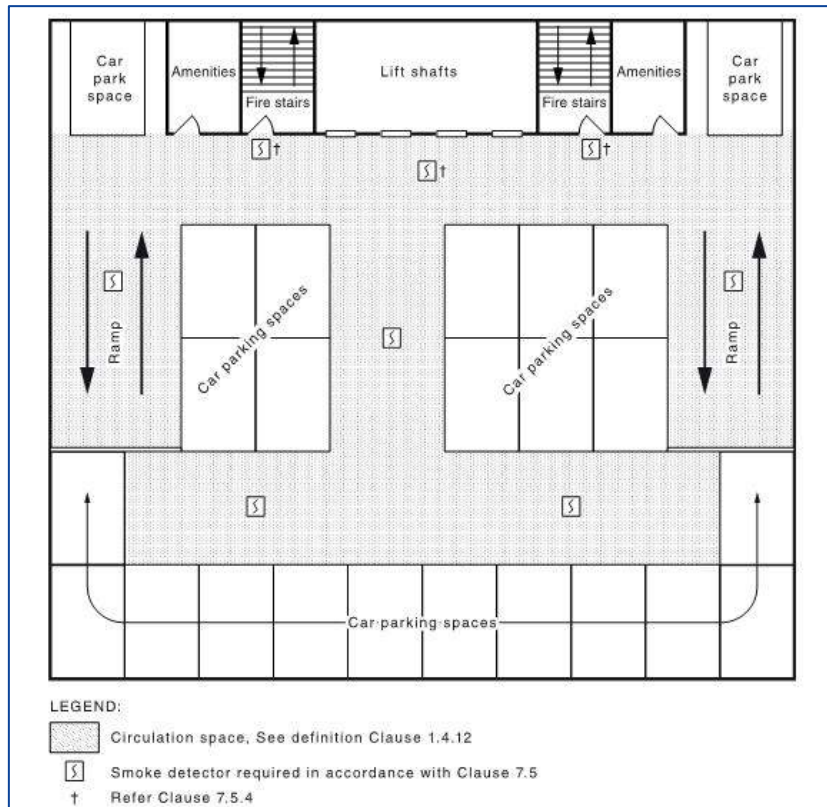 Car
park
space
Amenities
Fire stairs
Lift shafts
Fire stairs
Amenities
Car
park
space
†
†
†
Ramp
Car parking spaces
Car parking spaces
Ramp
Car parking spaces
LEGEND:
Circulation space, See definition Clause 1.4.12
Smoke detector required in accordance with Clause 7.5
† Refer Clause 7.5.4